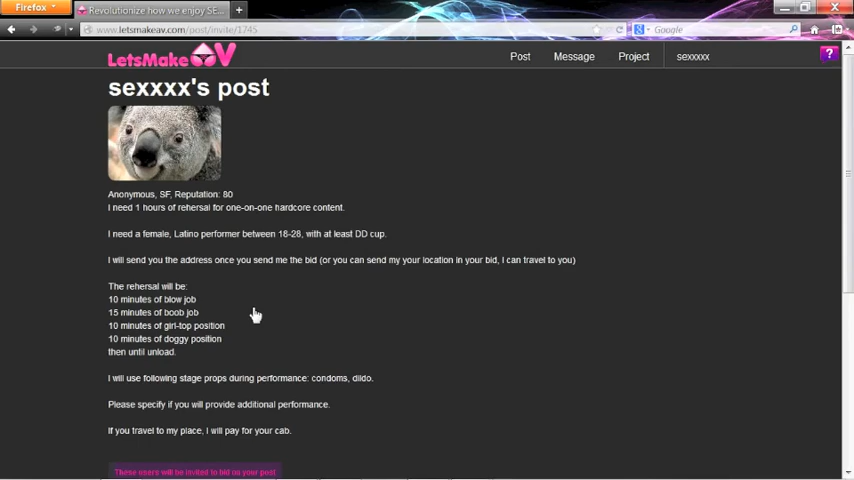 Firefox
Revolutionize how we enjoy SE...
www.letsmakeav.com/post/invite/1745
Google
LetsMakeAV
Post
Message
Project
sexxxx
?
sexxxx's post
Anonymous, SF, Reputation: 80
I need 1 hours of rehersal for one-on-one hardcore content.
I need a female, Latino performer between 18-28, with at least DD cup.
I will send you the address once you send me the bid (or you can send my your location in your bid, I can travel to you)
The rehersal will be:
10 minutes of blow job
15 minutes of boob job
10 minutes of girl-top position
10 minutes of doggy position
then until unload.
I will use following stage props during performance: condoms, dildo.
Please specify if you will provide additional performance.
If you travel to my place, I will pay for your cab.
These users will be invited to bid on your post